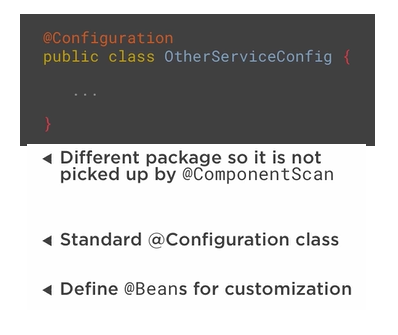 @Configuration
public class OtherServiceConfig {
...
}
◄ Different package so it is not
picked up by @ComponentScan
◄ Standard @Configuration class
◄ Define @Beans for customization